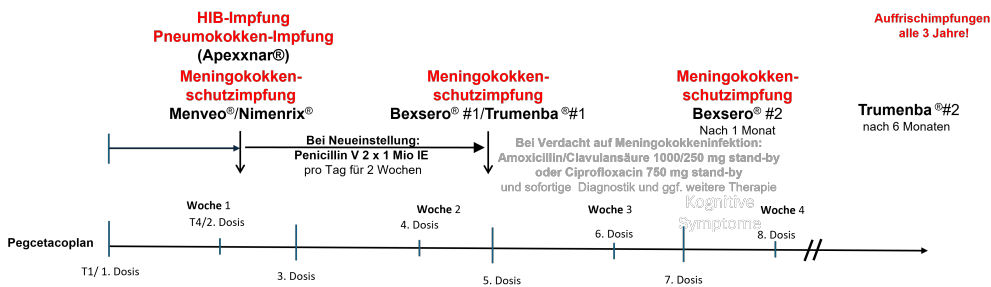 HIB-Impfung
Pneumokokken-Impfung
(Apexxnar®)
Meningokokken-
schutzimpfung
Menveo®/Nimenrix®
Meningokokken-
schutzimpfung
Bexsero® #1/Trumenba ®#1
Meningokokken-
schutzimpfung
Bexsero® #2
Nach 1 Monat
Auffrischimpfungen
alle 3 Jahre!
Trumenba ®#2
nach 6 Monaten
Bei Neueinstellung:
Penicillin V 2 x 1 Mio IE
pro Tag für 2 Wochen
Bei Verdacht auf Meningokokkeninfektion:
Amoxicillin/Clavulansäure 1000/250 mg stand-by
oder Ciprofloxacin 750 mg stand-by
und sofortige Diagnostik und ggf. weitere Therapie
Kognitive
Symptome
Woche 1
T4/2. Dosis
Woche 2
4. Dosis
Woche 3
6. Dosis
Woche 4
8. Dosis
Pegcetacoplan
T1/ 1. Dosis
3. Dosis
5. Dosis
7. Dosis